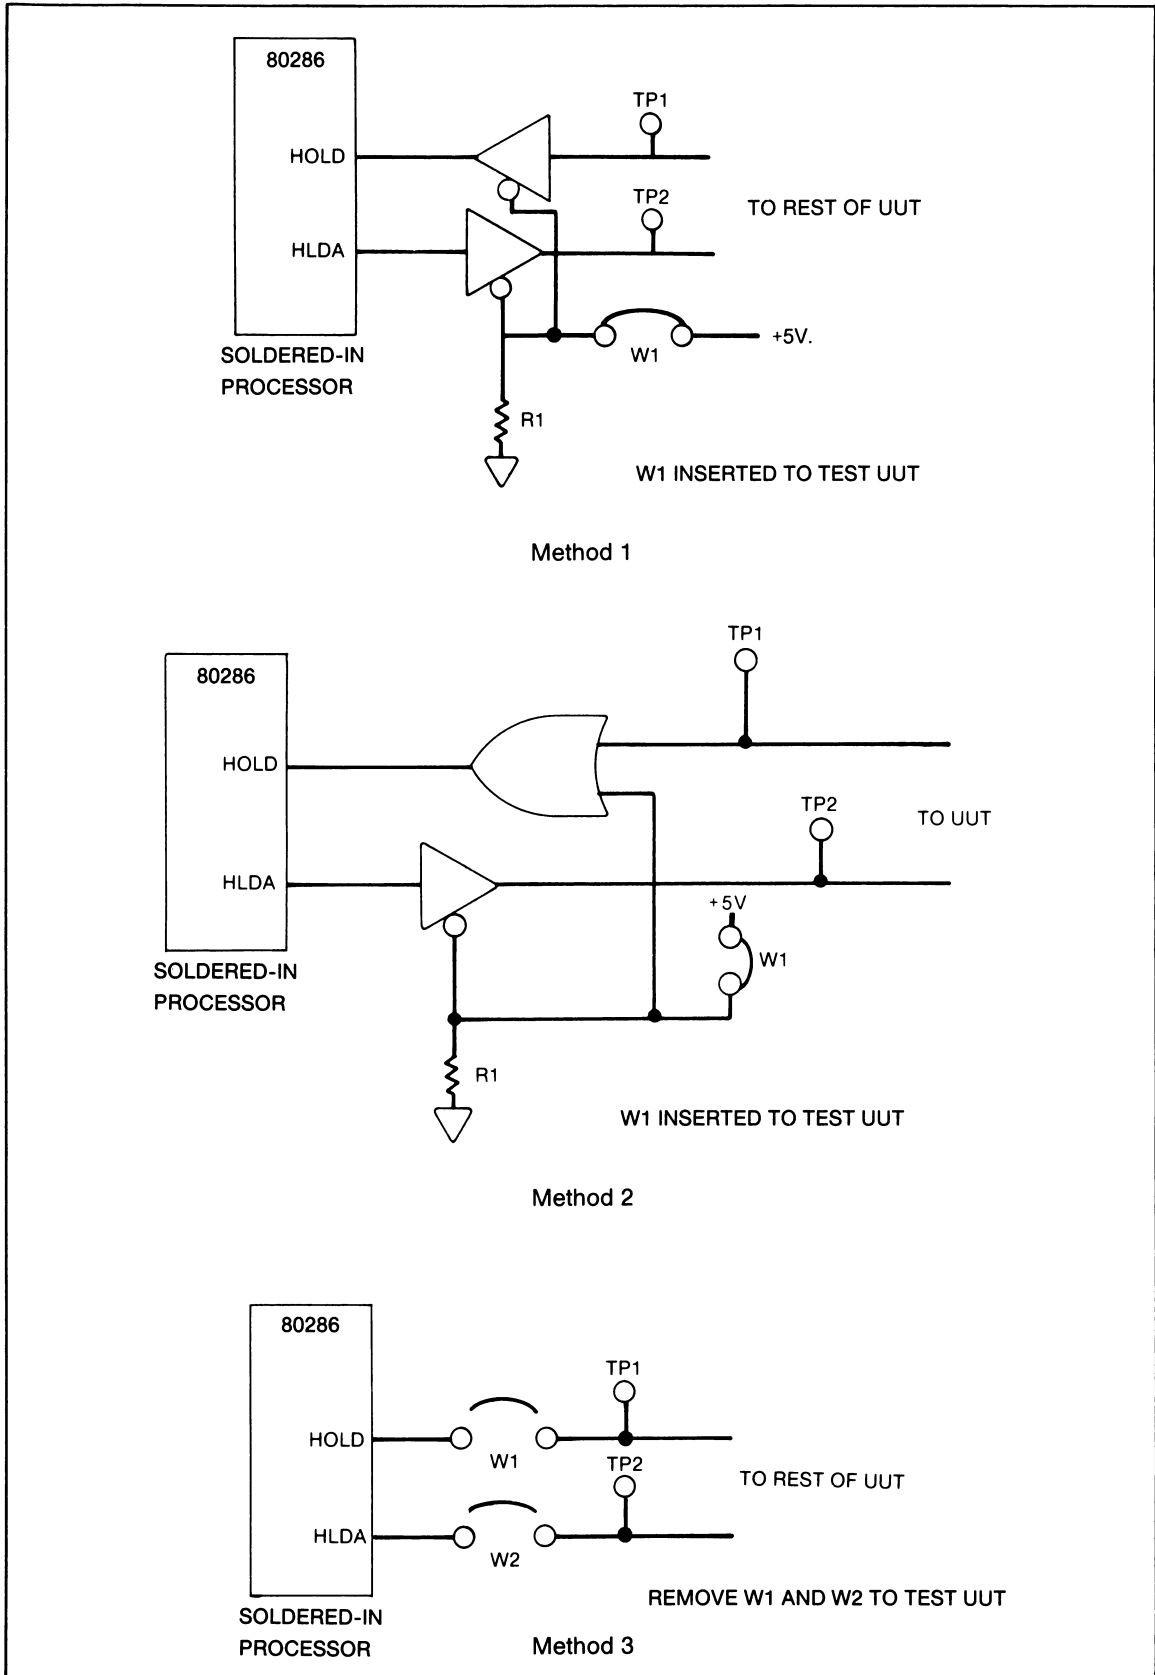 80286
TP1
HOLD
TP2
TO REST OF UUT
HLDA
W1
+5V.
SOLDERED-IN
PROCESSOR
R1
W1 INSERTED TO TEST UUT
Method 1
TP1
80286
HOLD
TP2
TO UUT
HLDA
+5V
W1
SOLDERED-IN
PROCESSOR
R1
W1 INSERTED TO TEST UUT
Method 2
80286
TP1
HOLD
W1
TP2
TO REST OF UUT
HLDA
W2
REMOVE W1 AND W2 TO TEST UUT
SOLDERED-IN
PROCESSOR
Method 3